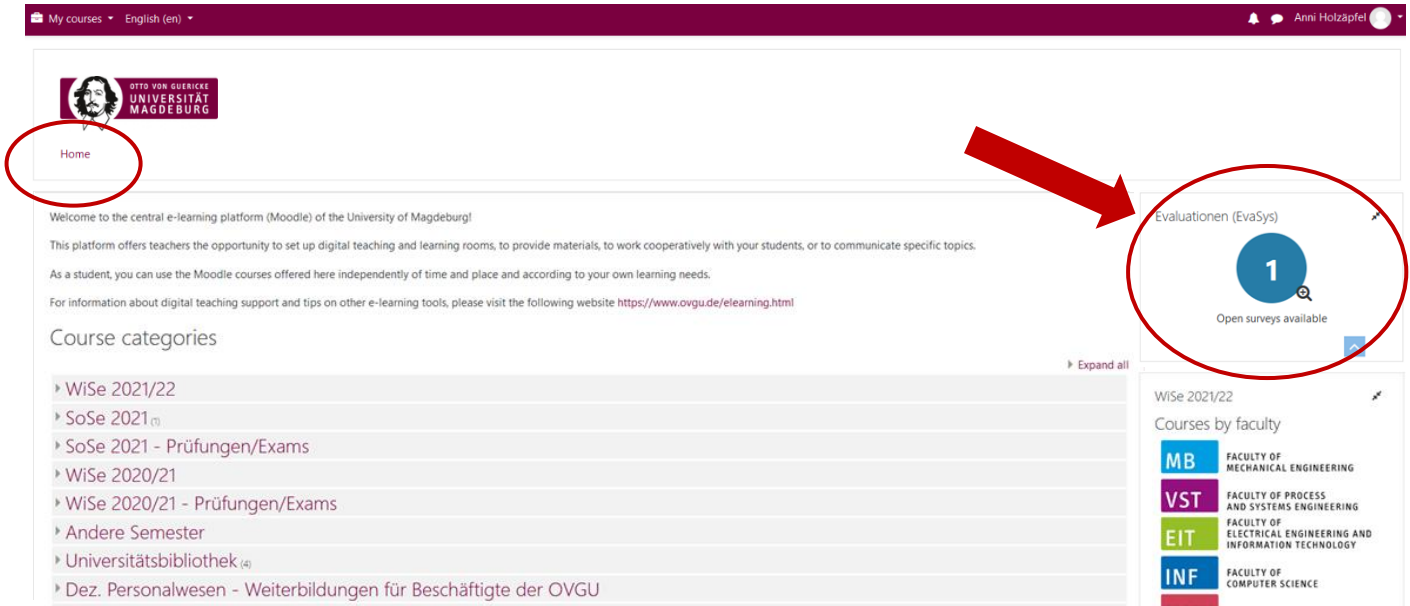 My courses English (en) Anni Holzäpfel
OTTO VON GUERICKE
UNIVERSITÄT
MAGDEBURG
Home
Welcome to the central e-learning platform (Moodle) of the University of Magdeburg!
This platform offers teachers the opportunity to set up digital teaching and learning rooms, to provide materials, to work cooperatively with your students, or to communicate specific topics.
As a student, you can use the Moodle courses offered here independently of time and place and according to your own learning needs.
For information about digital teaching support and tips on other e-learning tools, please visit the following website https://www.ovgu.de/elearning.html
Course categories
Expand all
WiSe 2021/22
SoSe 2021 (1)
SoSe 2021 - Prüfungen/Exams
WiSe 2020/21
WiSe 2020/21 - Prüfungen/Exams
Andere Semester
Universitätsbibliothek (4)
Dez. Personalwesen - Weiterbildungen für Beschäftigte der OVGU
Evaluationen (EvaSys)
1
Open surveys available
WiSe 2021/22
Courses by faculty
MB FACULTY OF
MECHANICAL ENGINEERING
VST FACULTY OF PROCESS
AND SYSTEMS ENGINEERING
EIT FACULTY OF
ELECTRICAL ENGINEERING AND
INFORMATION TECHNOLOGY
INF FACULTY OF
COMPUTER SCIENCE